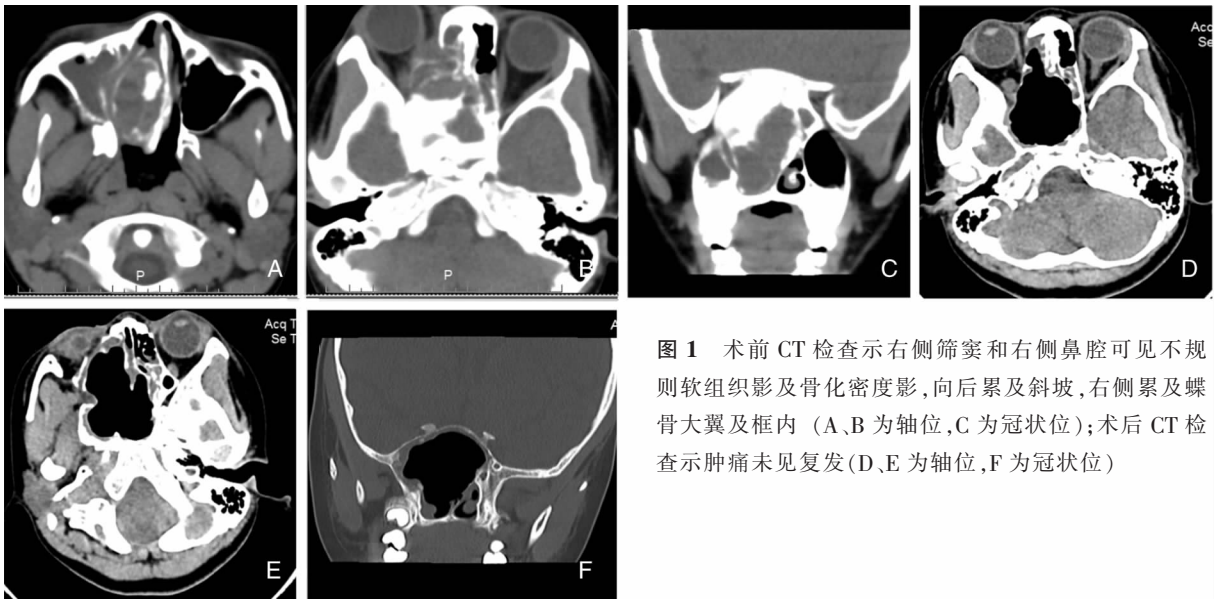 A
P
B
P
C
Acq
Se
D
Acq T
Se T
E
A
F
图 1 术前 CT 检查示右侧筛窦和右侧鼻腔可见不规
则软组织影及骨化密度影,向后累及斜坡,右侧累及蝶
骨大翼及框内 (A、B 为轴位,C 为冠状位);术后 CT 检
查示肿痛未见复发(D、E 为轴位,F 为冠状位)